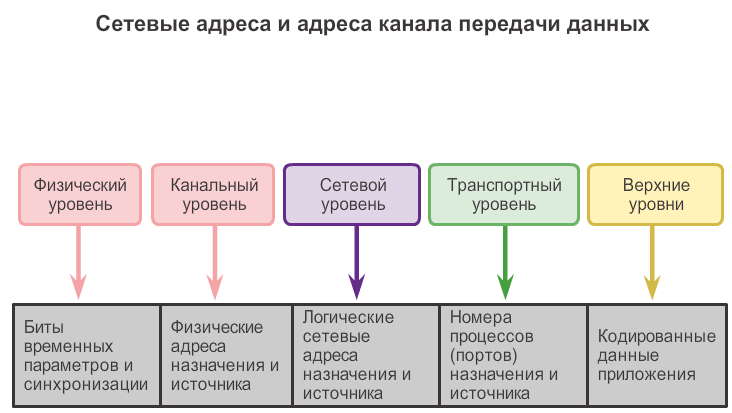 Сетевые адреса и адреса канала передачи данных
Физический
уровень
Канальный
уровень
Сетевой
уровень
Транспортный
уровень
Верхние
уровни
Биты
временных
параметров и
синхронизации
Физические
адреса
назначения и
источника
Логические
сетевые
адреса
назначения и
источника
Номера
процессов
(портов)
назначения и
источника
Кодированные
данные
приложения